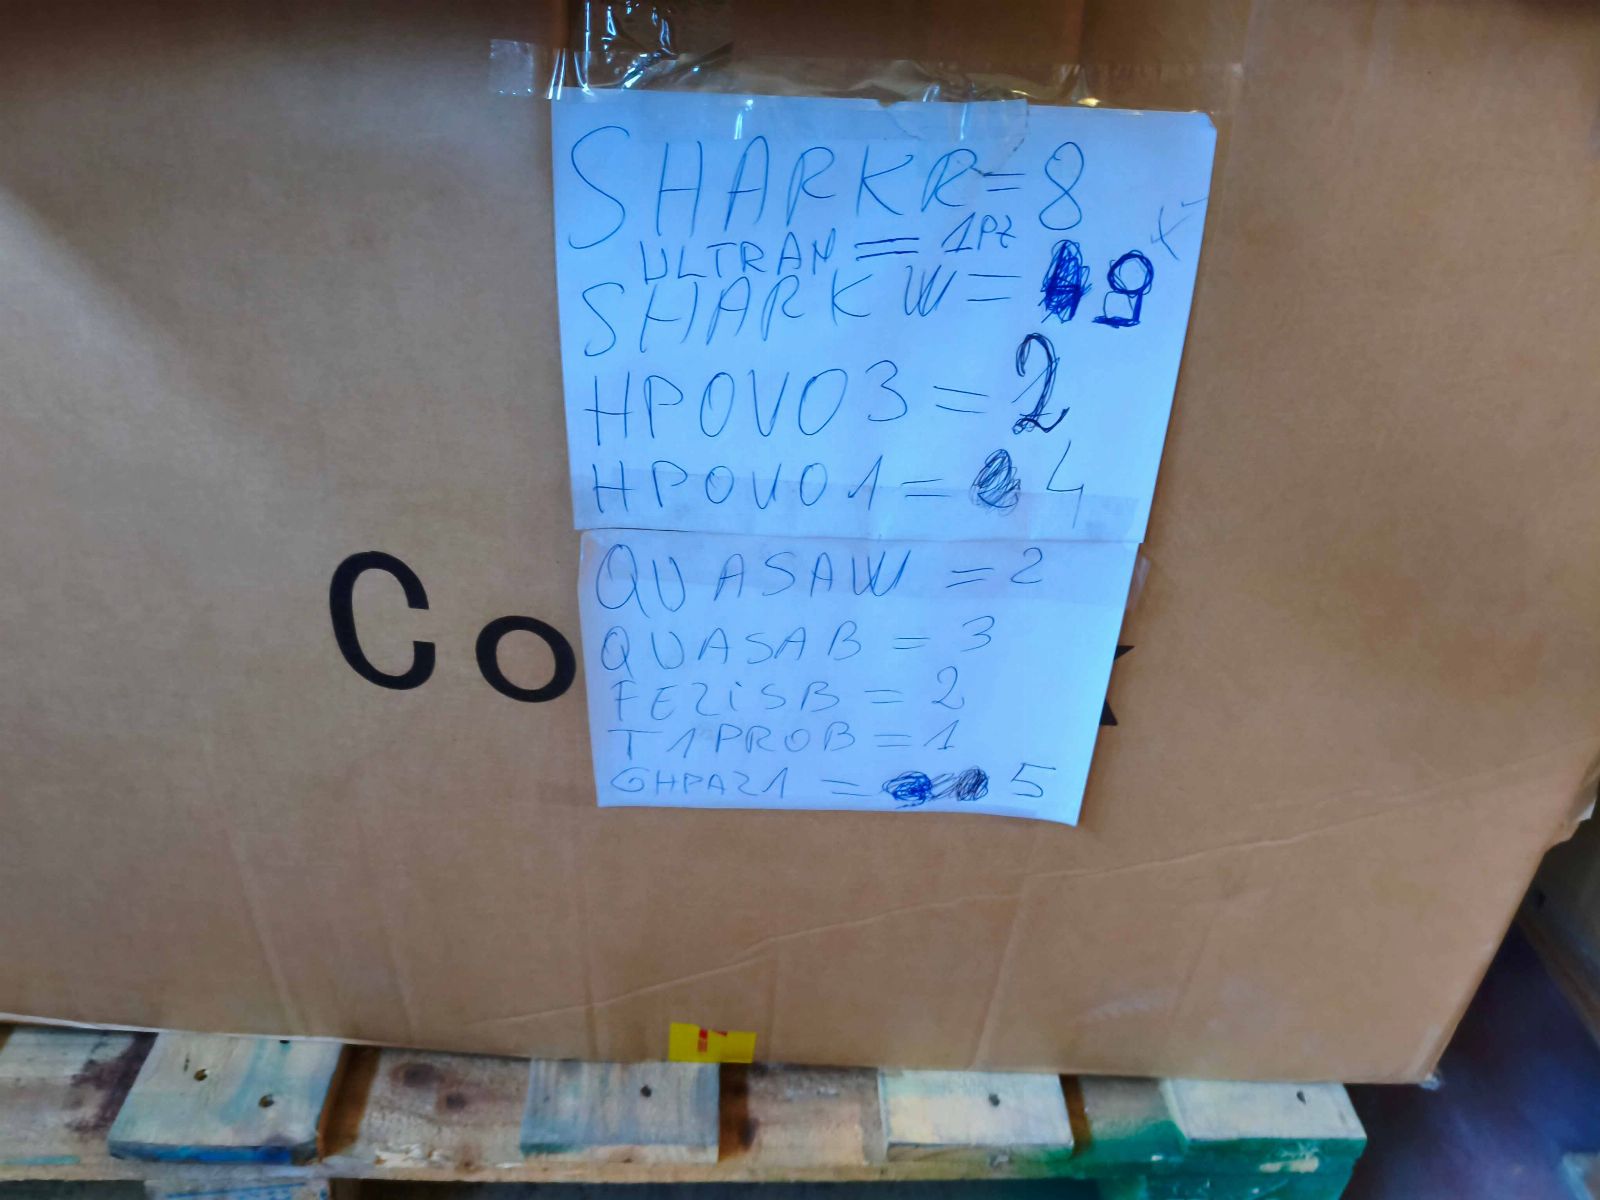 SHARKR = 8
ULTRAN = 1PZ
SHARKW = 9
HPOVO3 = 2
HPOVO1 = 4
QUASAW = 2
QUASAB = 3
FEZiSB = 2
T1PROB = 1
GHPAZ1 = 5
Co